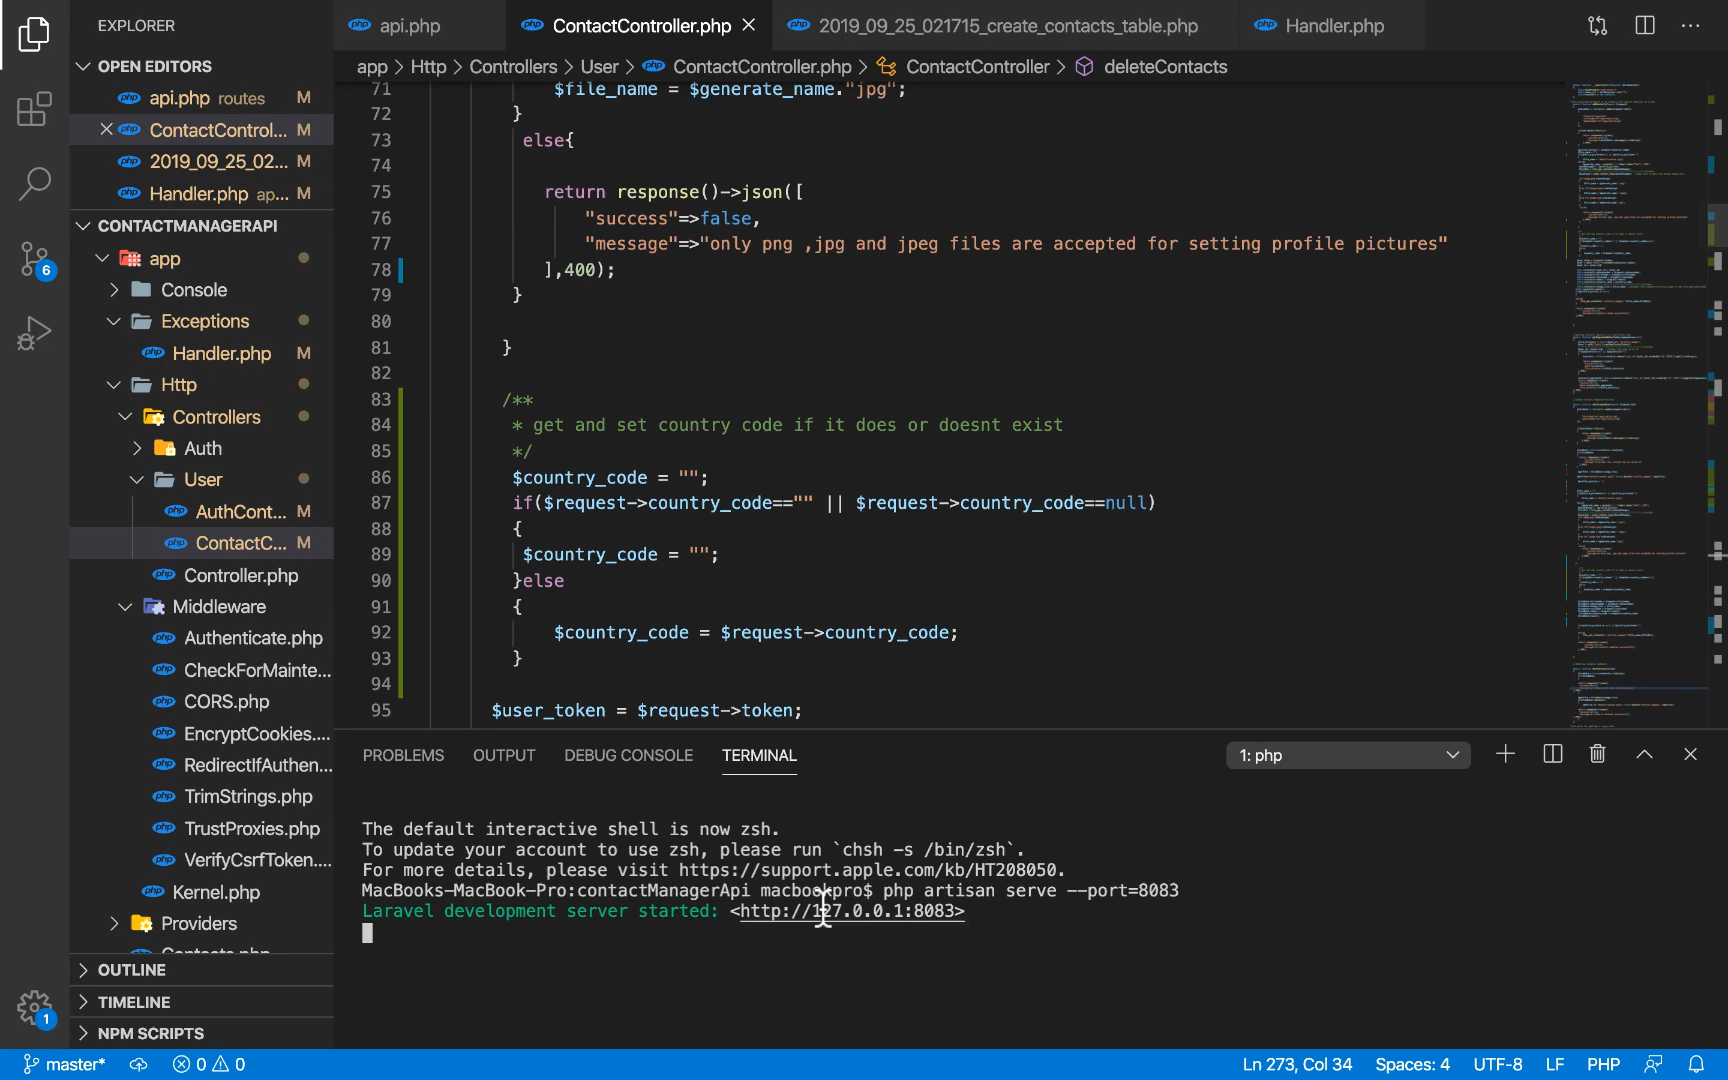 EXPLORER
OPEN EDITORS
api.php routes M
ContactControl... M
2019_09_25_02... M
Handler.php ap... M
CONTACTMANAGERAPI
app
Console
Exceptions
Handler.php M
Http
Controllers
Auth
User
AuthCont... M
ContactC... M
Controller.php
Middleware
Authenticate.php
CheckForMainte...
CORS.php
EncryptCookies....
RedirectIfAuthen...
TrimStrings.php
TrustProxies.php
VerifyCsrfToken....
Kernel.php
Providers
Contacts.php
OUTLINE
TIMELINE
NPM SCRIPTS
6
1
api.php
ContactController.php
2019_09_25_021715_create_contacts_table.php
Handler.php
app > Http > Controllers > User > ContactController.php > ContactController > deleteContacts
71 $file_name = $generate_name."jpg";
72 }
73 else{
74
75 return response()->json([
76 "success"=>false,
77 "message"=>"only png ,jpg and jpeg files are accepted for setting profile pictures"
78 ],400);
79 }
80
81 }
82
83 /**
84 * get and set country code if it does or doesnt exist
85 */
86 $country_code = "";
87 if($request->country_code=="" || $request->country_code==null)
88 {
89 $country_code = "";
90 }else
91 {
92 $country_code = $request->country_code;
93 }
94
95 $user_token = $request->token;
PROBLEMS OUTPUT DEBUG CONSOLE TERMINAL
1: php
The default interactive shell is now zsh.
To update your account to use zsh, please run `chsh -s /bin/zsh`.
For more details, please visit https://support.apple.com/kb/HT208050.
MacBooks-MacBook-Pro:contactManagerApi macbookpro$ php artisan serve --port=8083
Laravel development server started: <http://127.0.0.1:8083>
master* 0 0
Ln 273, Col 34 Spaces: 4 UTF-8 LF PHP